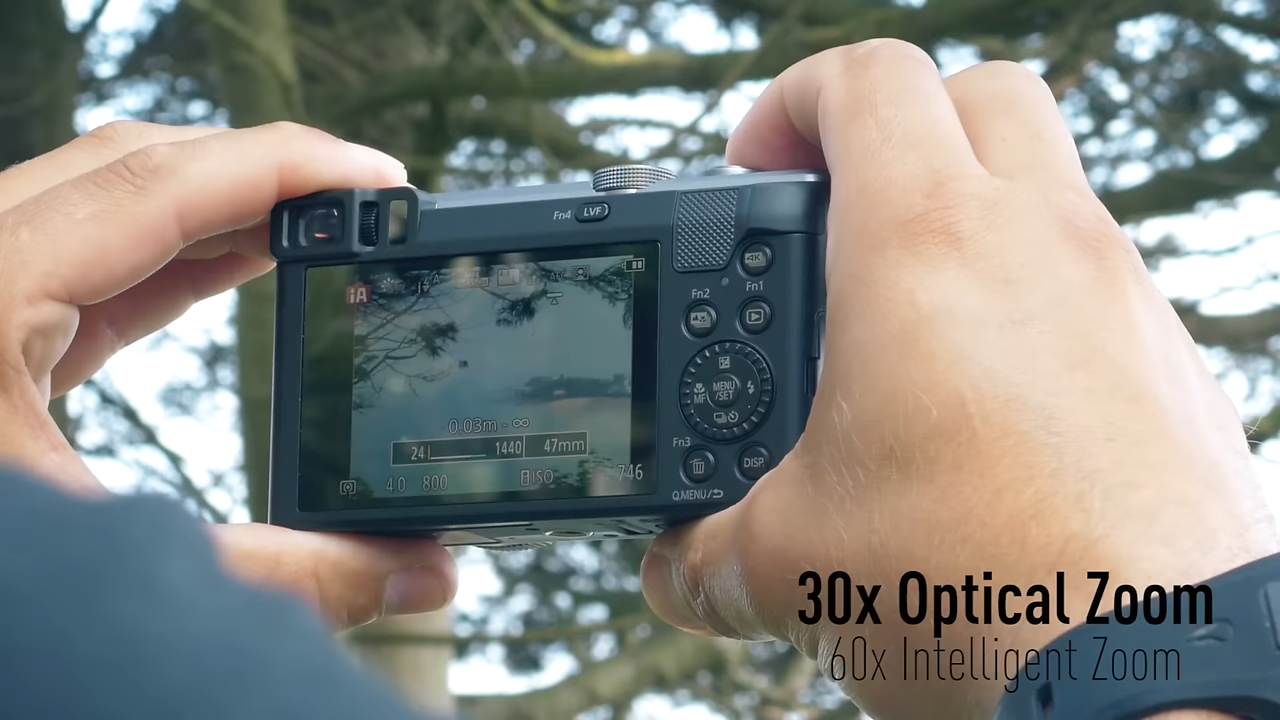 Fn4 LVF
4K
Fn2
Fn1
iA
MENU
/SET
MF
0.03m - ∞
24 1440 47mm
4.0 800 ISO 746
Fn3
DISP.
Q.MENU/
30x Optical Zoom
60x Intelligent Zoom